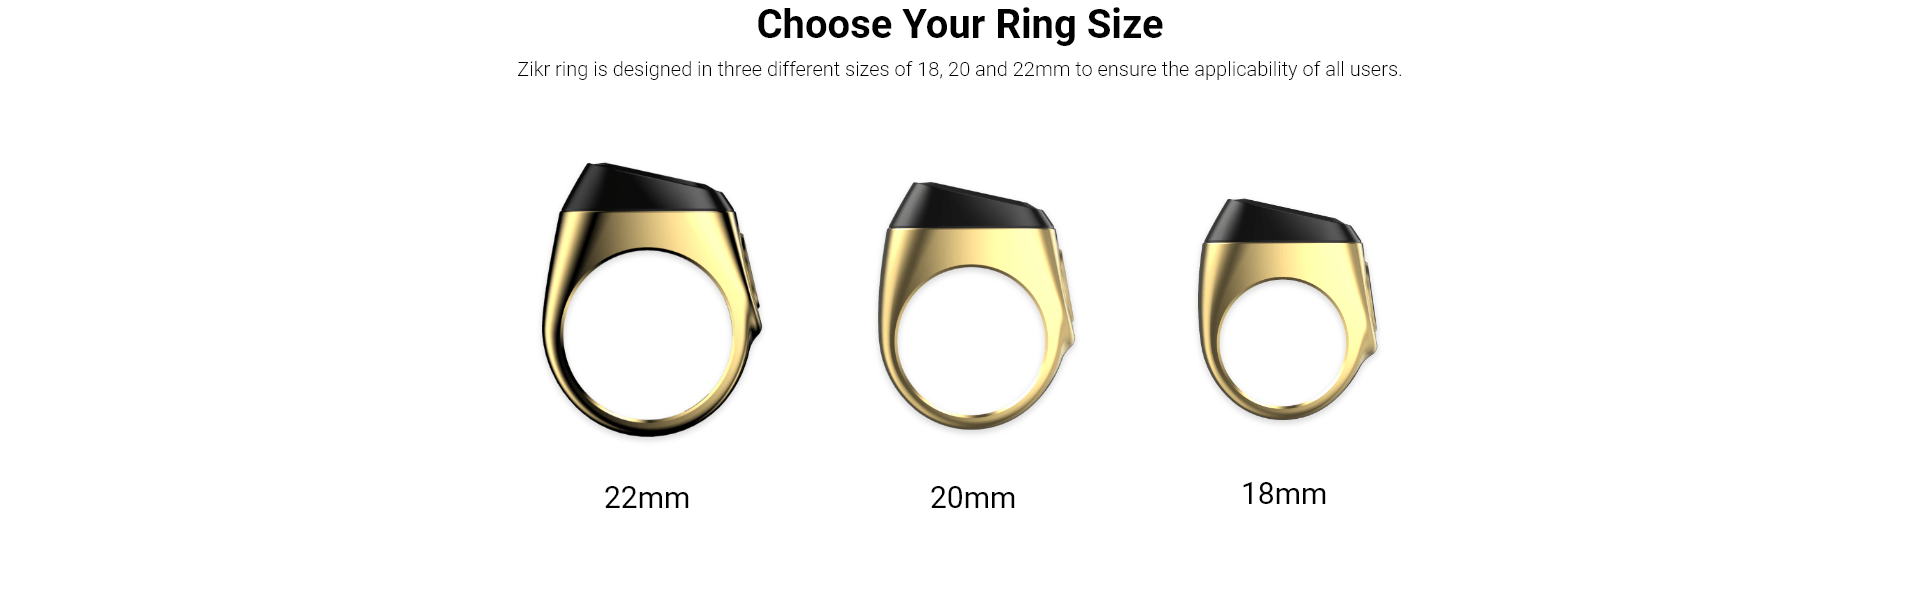 Choose Your Ring Size
Zikr ring is designed in three different sizes of 18, 20 and 22mm to ensure the applicability of all users.
22mm
20mm
18mm